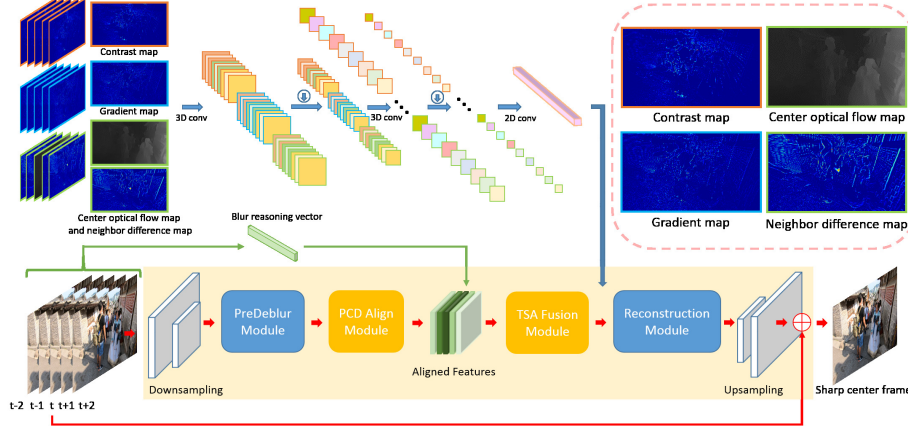 Contrast map
Gradient map
Center optical flow map
and neighbor difference map
3D conv
3D conv
2D conv
Contrast map
Center optical flow map
Gradient map
Neighbor difference map
Blur reasoning vector
PreDeblur
Module
PCD Align
Module
TSA Fusion
Module
Reconstruction
Module
Downsampling
Aligned Features
Upsampling
Sharp center frame
t-2 t-1 t t+1 t+2